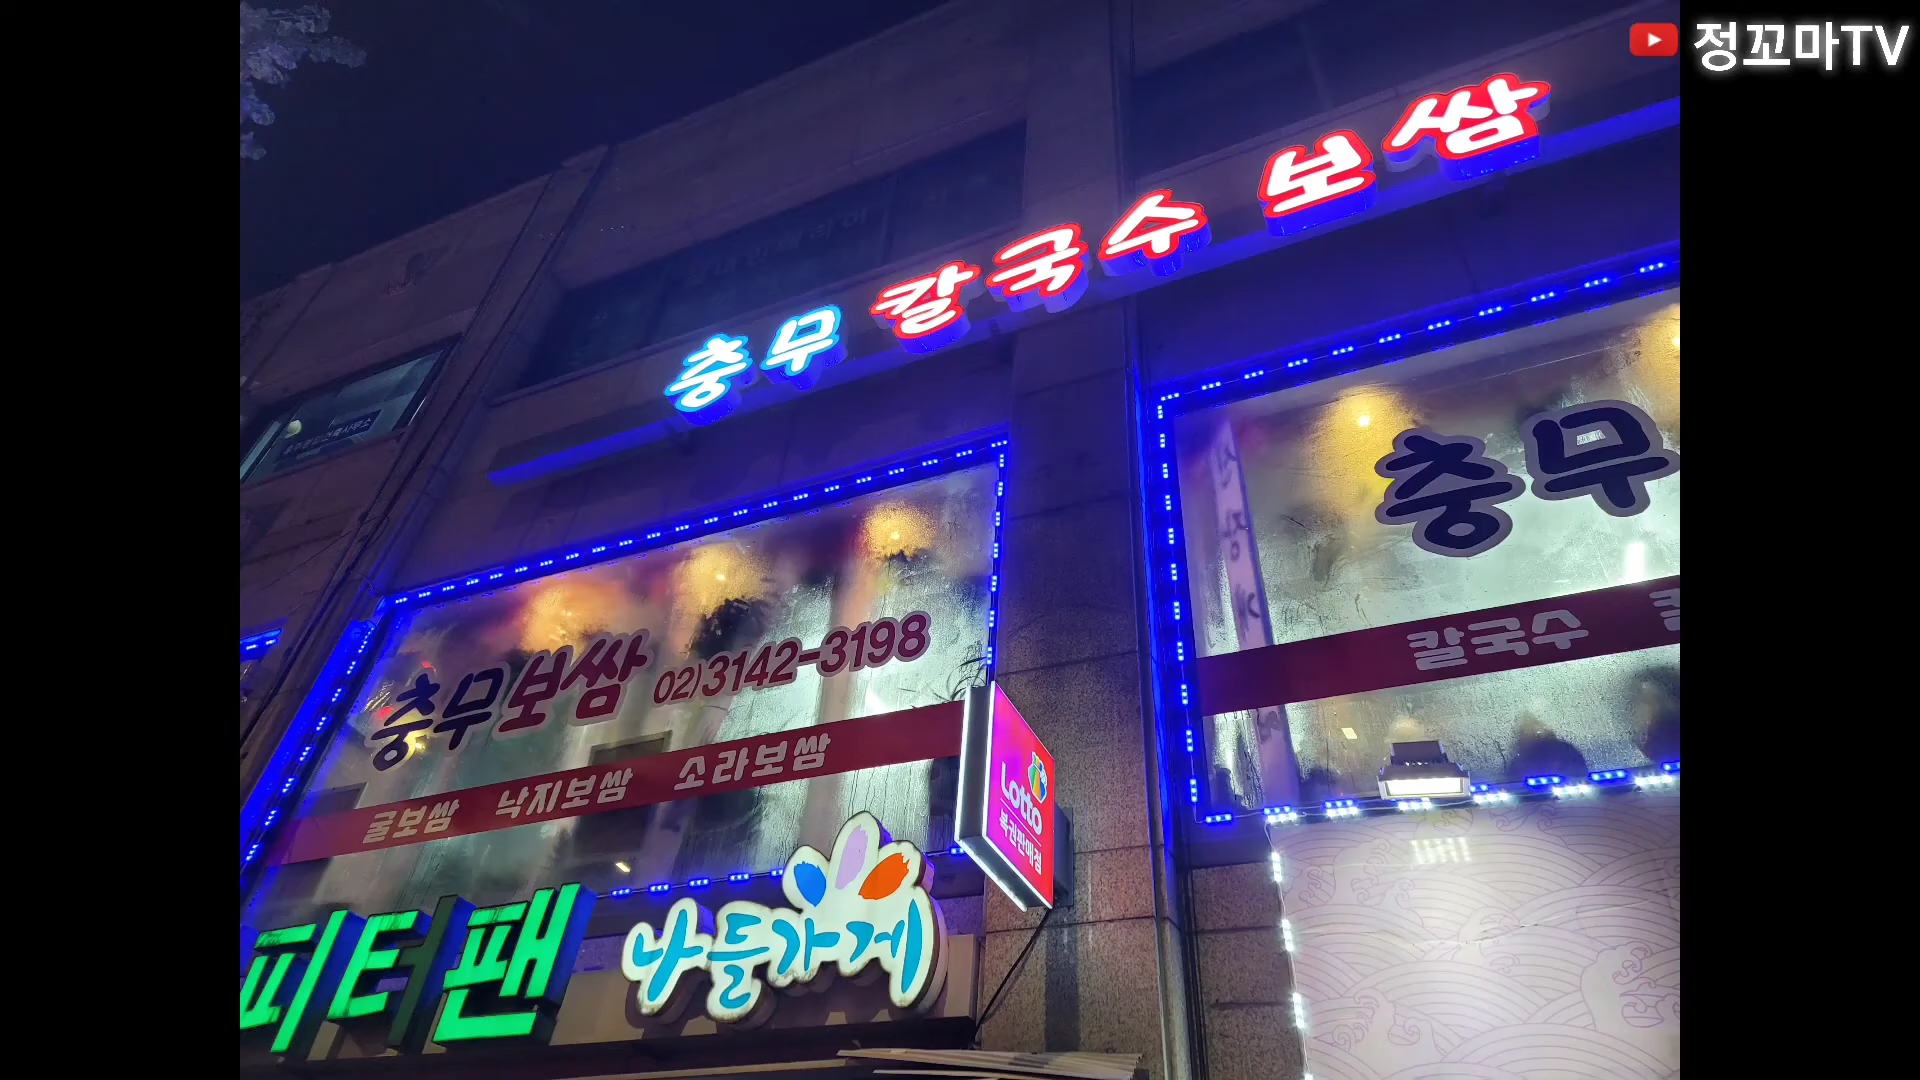 정꼬마TV
충무 칼국수 보쌈
충무
칼국수
충무보쌈 02)3142-3198
굴보쌈 낙지보쌈 소라보쌈
Lotto
복권판매점
피터팬 나들가게